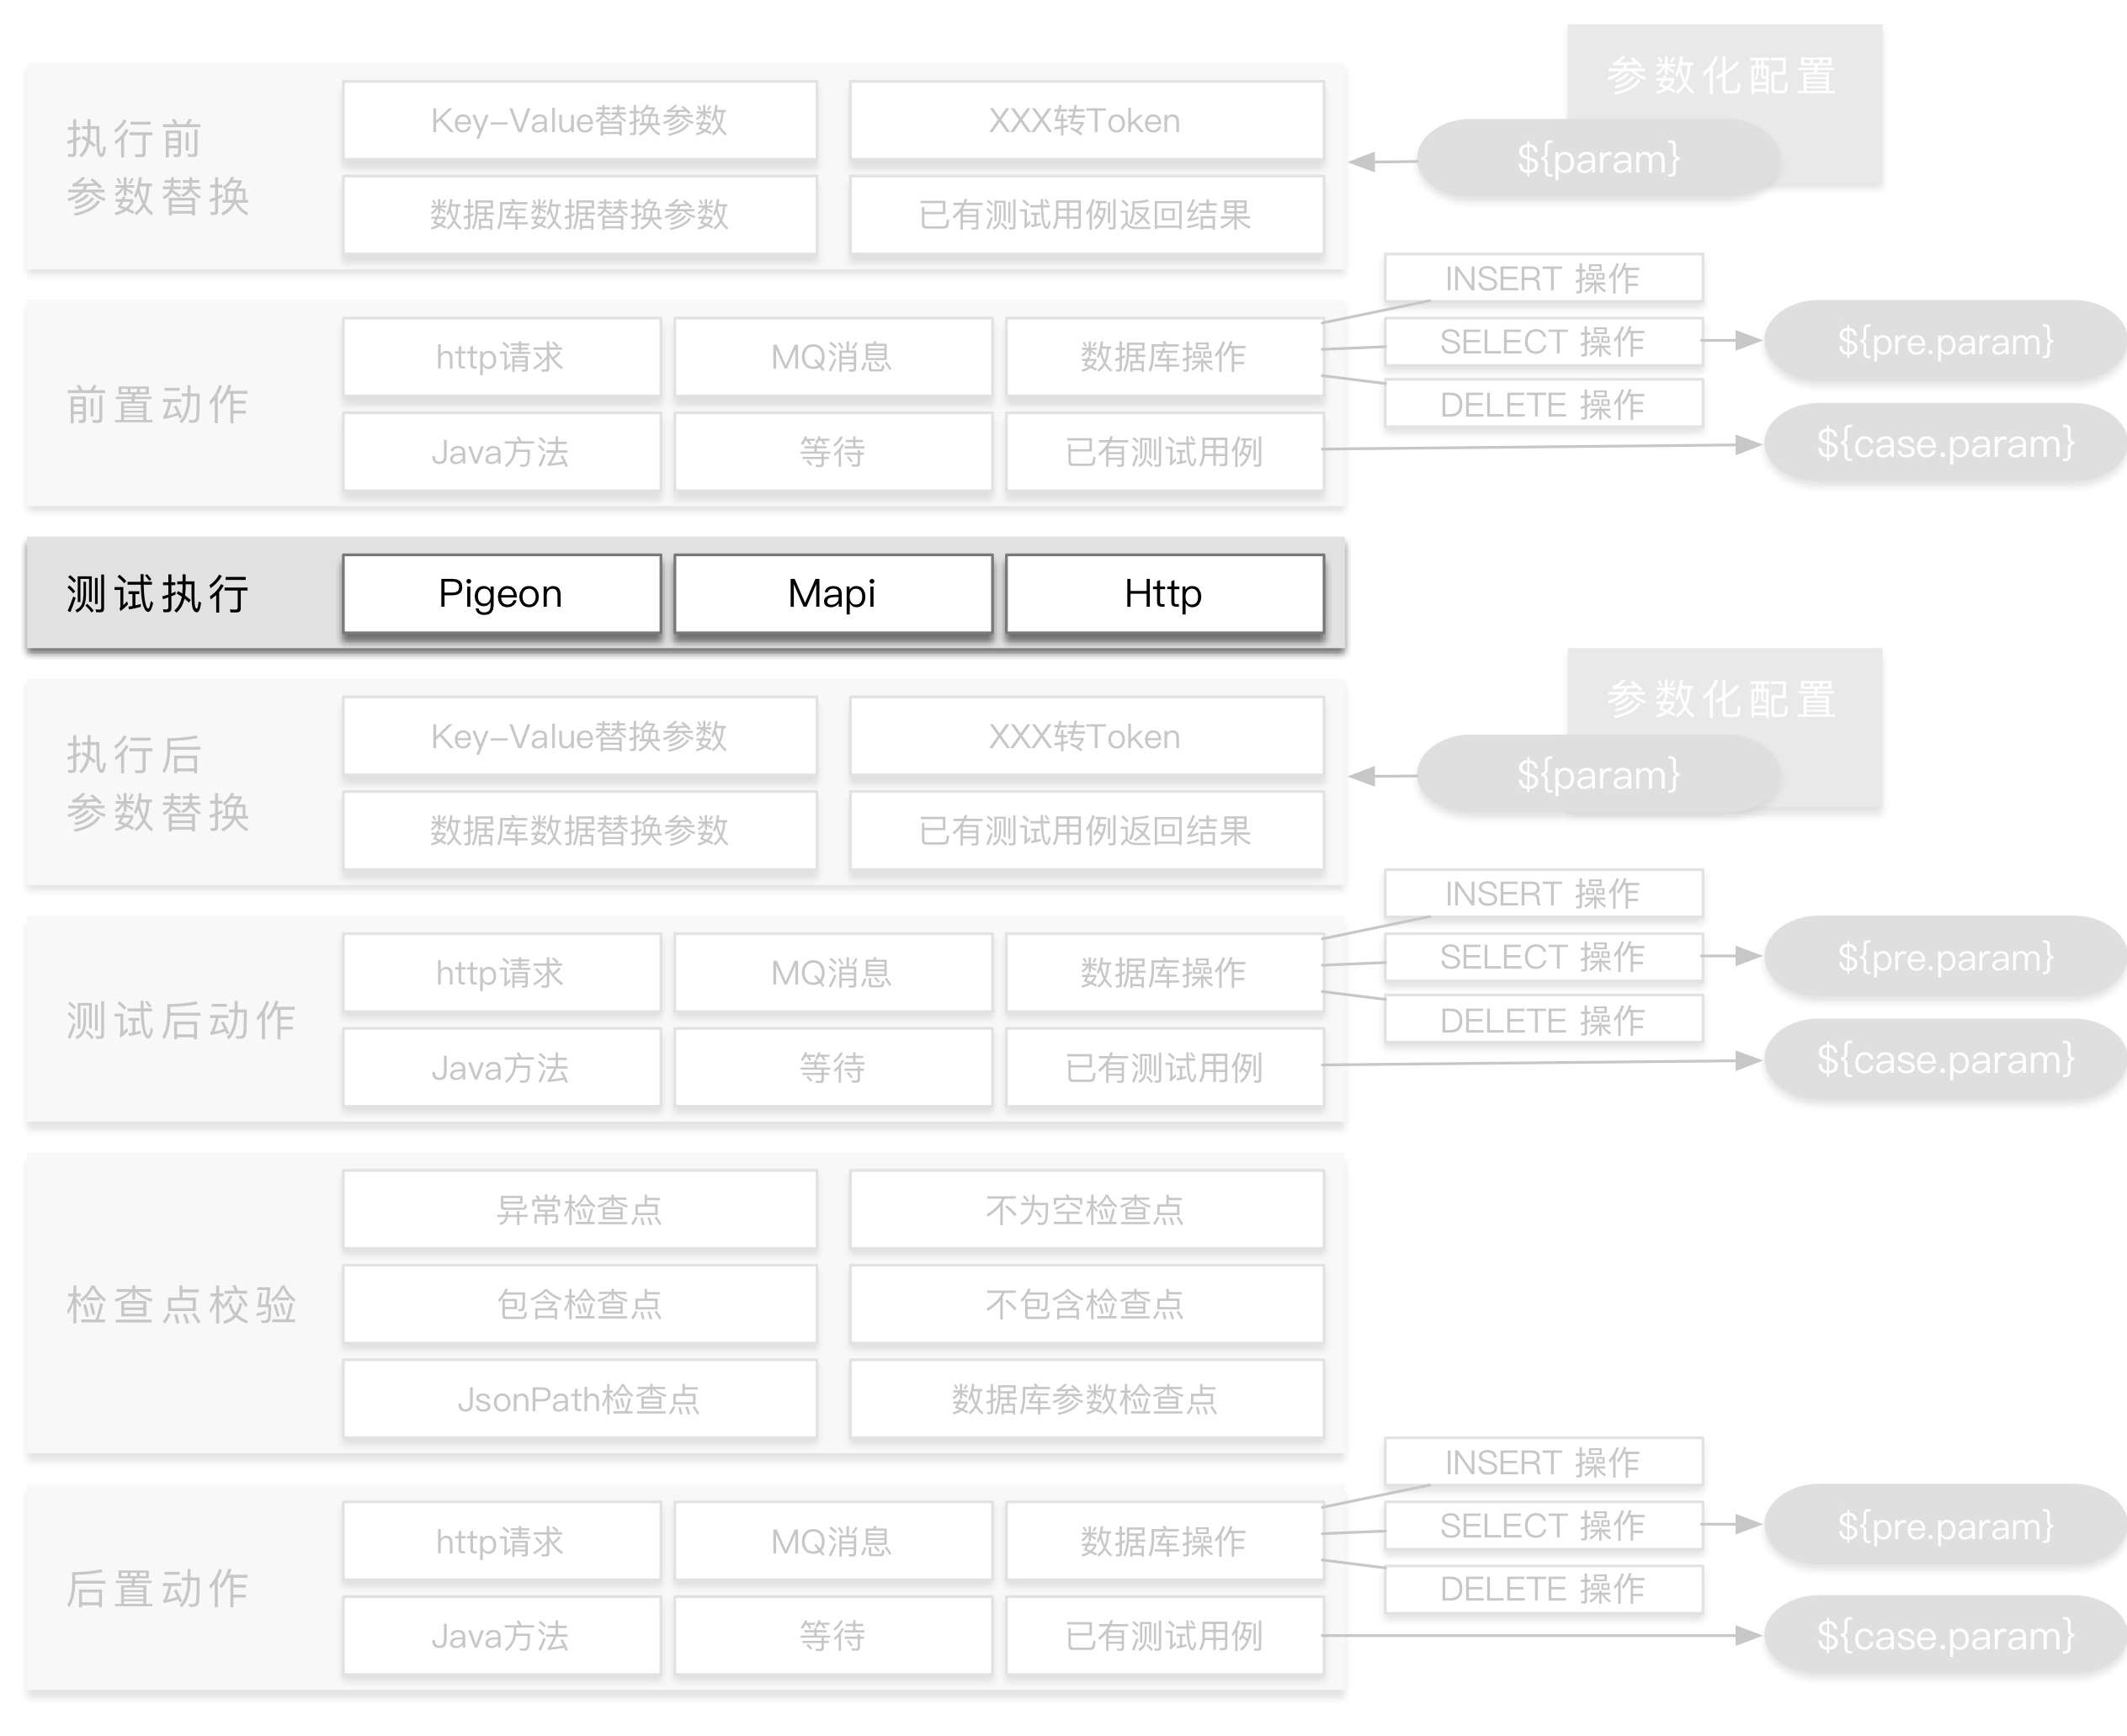 参数化配置
执行前
参数替换
Key-Value替换参数
XXX转Token
${param}
数据库数据替换参数
已有测试用例返回结果
INSERT 操作
前置动作
http请求
MQ消息
数据库操作
SELECT 操作
${pre.param}
DELETE 操作
Java方法
等待
已有测试用例
${case.param}
测试执行
Pigeon
Mapi
Http
参数化配置
执行后
参数替换
Key-Value替换参数
XXX转Token
${param}
数据库数据替换参数
已有测试用例返回结果
INSERT 操作
测试后动作
http请求
MQ消息
数据库操作
SELECT 操作
${pre.param}
DELETE 操作
Java方法
等待
已有测试用例
${case.param}
检查点校验
异常检查点
不为空检查点
包含检查点
不包含检查点
JsonPath检查点
数据库参数检查点
INSERT 操作
后置动作
http请求
MQ消息
数据库操作
SELECT 操作
${pre.param}
DELETE 操作
Java方法
等待
已有测试用例
${case.param}